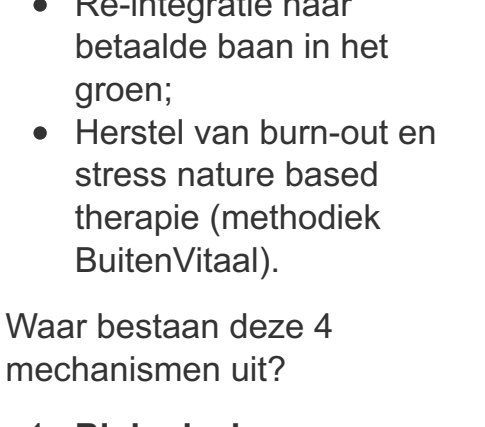 • Re-integratie naar
betaalde baan in het
groen;
• Herstel van burn-out en
stress nature based
therapie (methodiek
BuitenVitaal).
Waar bestaan deze 4
mechismen uit?